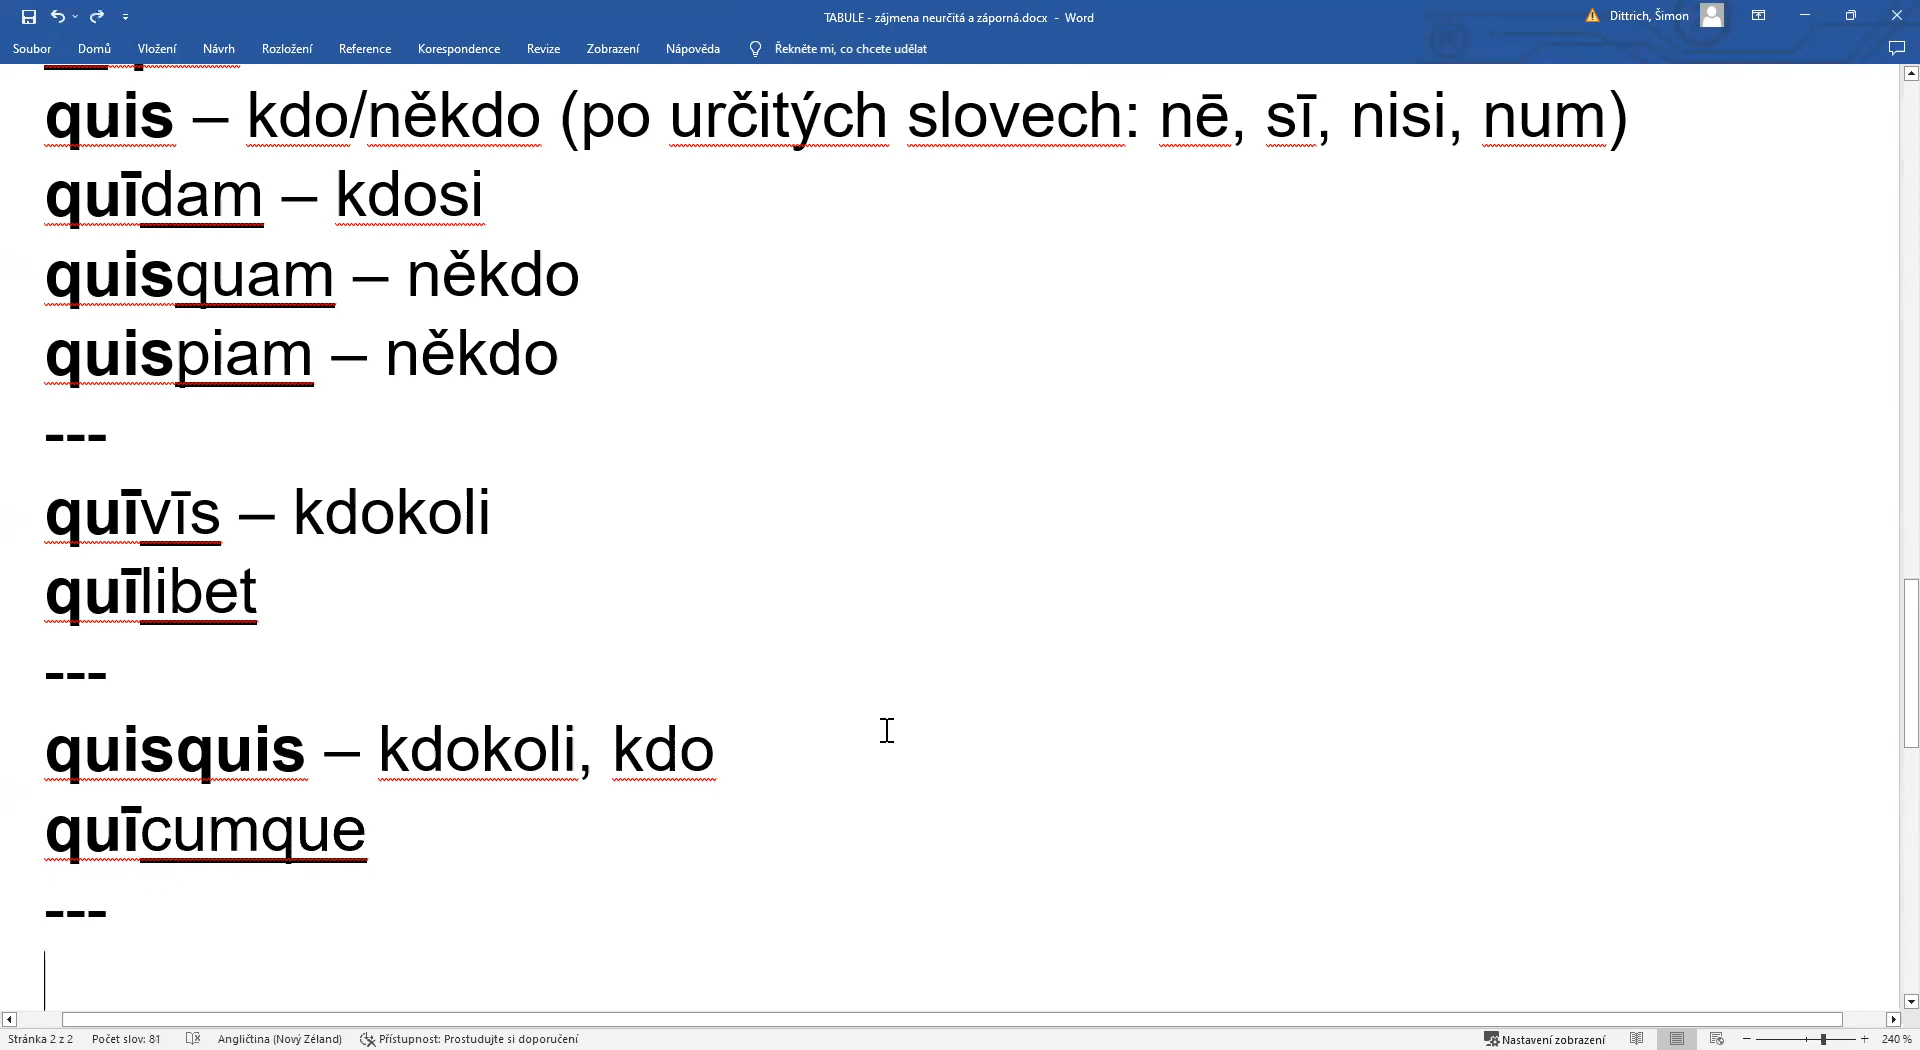 TABULE - zájmena neurčitá a záporná.docx - Word
Dittrich, Šimon
Soubor Domů Vložení Návrh Rozložení Reference Korespondence Revize Zobrazení Nápověda Řekněte mi, co chcete udělat
quis – kdo/někdo (po určitých slovech: nē, sī, nisi, num)
quīdam – kdosi
quisquam – někdo
quispiam – někdo
---
quīvīs – kdokoli
quīlibet
---
quisquis – kdokoli, kdo
quīcumque
---
Stránka 2 z 2 Počet slov: 81 Angličtina (Nový Zéland) Přístupnost: Prostudujte si doporučení Nastavení zobrazení 240 %